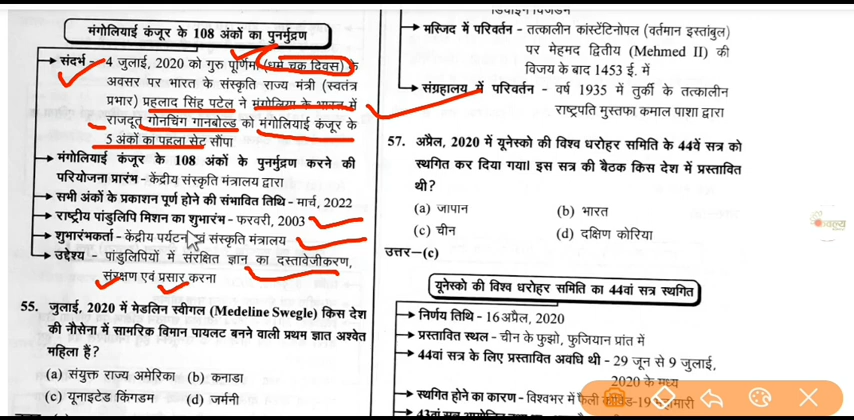 मंगोलियाई कंजूर के 108 अंकों का पुनर्मुद्रण
संदर्भ - 4 जुलाई, 2020 को गुरु पूर्णिमा (धर्म चक्र दिवस) के
अवसर पर भारत के संस्कृति राज्य मंत्री (स्वतंत्र
प्रभार) प्रहलाद सिंह पटेल ने मंगोलिया के भारत में
राजदूत गोनचिंग गानबोल्ड को मंगोलियाई कंजूर के
5 अंकों का पहला सेट सौंपा
मंगोलियाई कंजूर के 108 अंकों के पुनर्मुद्रण करने की
परियोजना प्रारंभ - केंद्रीय संस्कृति मंत्रालय द्वारा
सभी अंकों के प्रकाशन पूर्ण होने की संभावित तिथि - मार्च, 2022
राष्ट्रीय पांडुलिपि मिशन का शुभारंभ - फरवरी, 2003
शुभारंभकर्ता - केंद्रीय पर्यटन एवं संस्कृति मंत्रालय
उद्देश्य - पांडुलिपियों में संरक्षित ज्ञान का दस्तावेजीकरण,
संरक्षण एवं प्रसार करना
55. जुलाई, 2020 में मेडलिन स्वीगल (Medeline Swegle) किस देश
की नौसेना में सामरिक विमान पायलट बनने वाली प्रथम ज्ञात अश्वेत
महिला हैं?
(a) संयुक्त राज्य अमेरिका (b) कनाडा
(c) यूनाइटेड किंगडम (d) जर्मनी
मस्जिद में परिवर्तन - तत्कालीन कांस्टेंटिनोपल (वर्तमान इस्तांबुल)
पर मेहमद द्वितीय (Mehmed II) की
विजय के बाद 1453 ई. में
संग्रहालय में परिवर्तन - वर्ष 1935 में तुर्की के तत्कालीन
राष्ट्रपति मुस्तफा कमाल पाशा द्वारा
57. अप्रैल, 2020 में यूनेस्को की विश्व धरोहर समिति के 44वें सत्र को
स्थगित कर दिया गया। इस सत्र की बैठक किस देश में प्रस्तावित
थी?
(a) जापान (b) भारत
(c) चीन (d) दक्षिण कोरिया
उत्तर-(c)
यूनेस्को की विश्व धरोहर समिति का 44वां सत्र स्थगित
निर्णय तिथि - 16 अप्रैल, 2020
प्रस्तावित स्थल - चीन के फुझो, फुजियान प्रांत में
44वां सत्र के लिए प्रस्तावित अवधि थी - 29 जून से 9 जुलाई,
2020 के मध्य
स्थगित होने का कारण - विश्वभर में फैली कोविड-19 महामारी